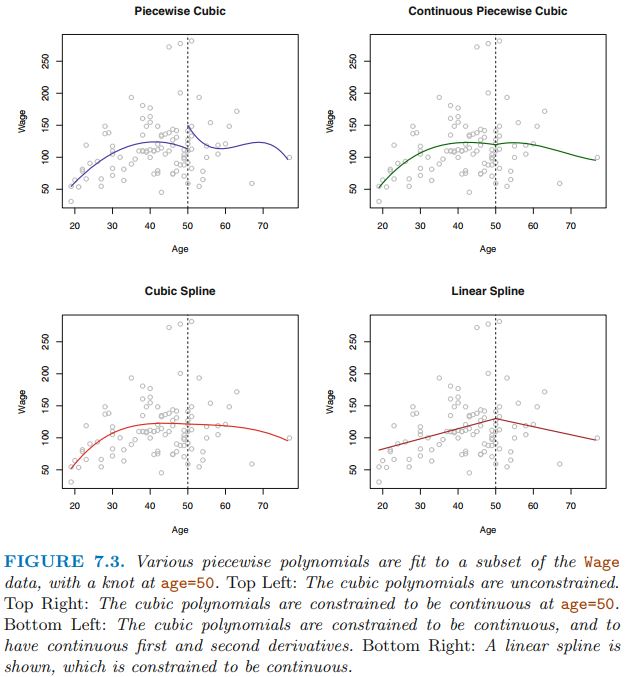 Piecewise Cubic
Wage
50 100 150 200 250
20 30 40 50 60 70
Age
Continuous Piecewise Cubic
Wage
50 100 150 200 250
20 30 40 50 60 70
Age
Cubic Spline
Wage
50 100 150 200 250
20 30 40 50 60 70
Age
Linear Spline
Wage
50 100 150 200 250
20 30 40 50 60 70
Age
FIGURE 7.3. Various piecewise polynomials are fit to a subset of the Wage
data, with a knot at age=50. Top Left: The cubic polynomials are unconstrained.
Top Right: The cubic polynomials are constrained to be continuous at age=50.
Bottom Left: The cubic polynomials are constrained to be continuous, and to
have continuous first and second derivatives. Bottom Right: A linear spline is
shown, which is constrained to be continuous.